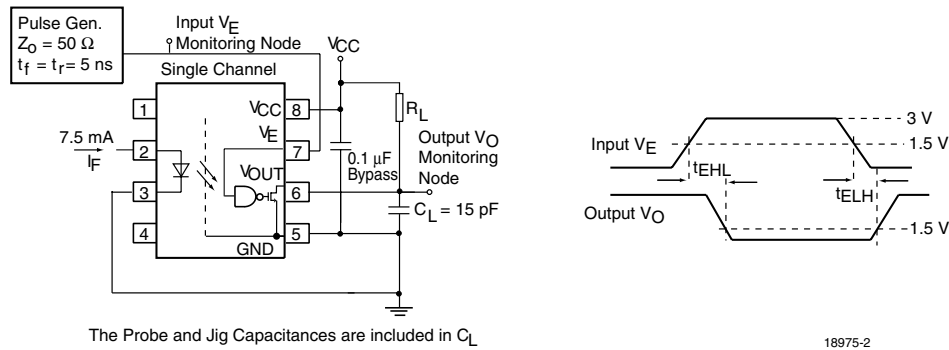 Pulse Gen.
Z_O = 50 Ω
t_f = t_r = 5 ns
Input V_E
Monitoring Node
Single Channel
V_CC
1
2
3
4
V_CC
8
V_E
7
V_OUT
6
GND
5
7.5 mA
I_F
0.1 µF
Bypass
R_L
Output V_O
Monitoring
Node
C_L = 15 pF
The Probe and Jig Capacitances are included in C_L
Input V_E
3 V
1.5 V
t_EHL
t_ELH
Output V_O
1.5 V
18975-2